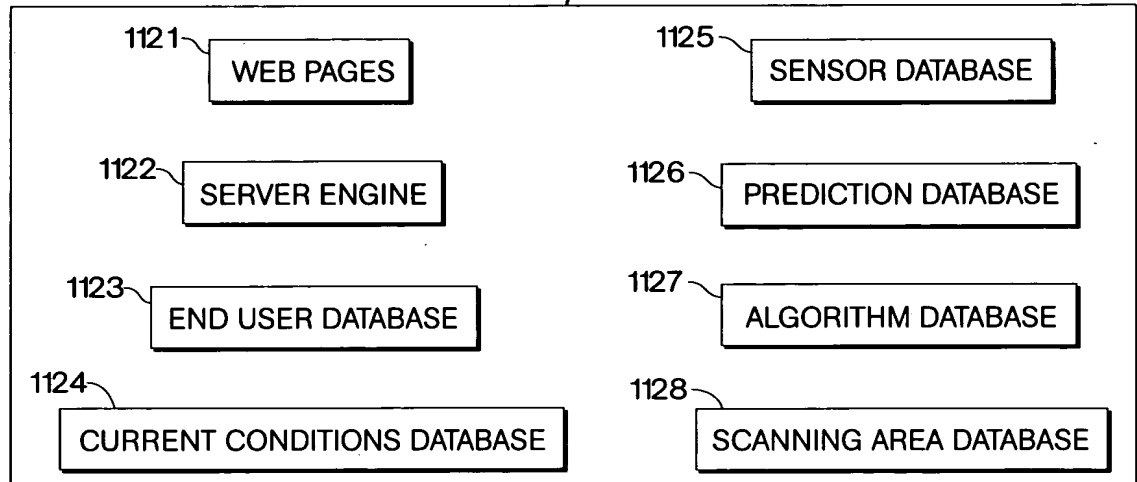 1121
WEB PAGES
1122
SERVER ENGINE
1123
END USER DATABASE
1124
CURRENT CONDITIONS DATABASE
1125
SENSOR DATABASE
1126
PREDICTION DATABASE
1127
ALGORITHM DATABASE
1128
SCANNING AREA DATABASE